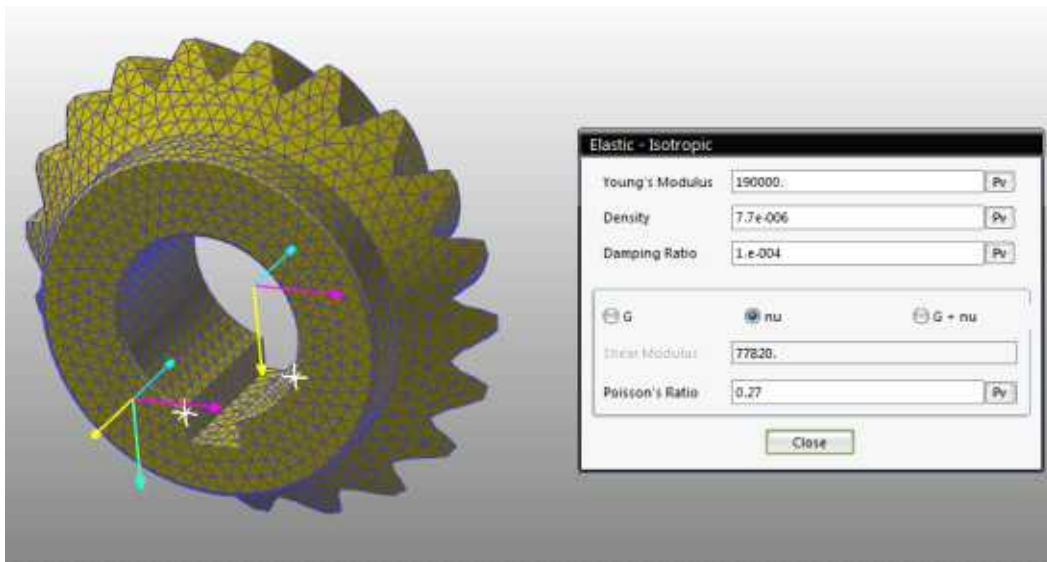 Elastic - Isotropic
Young's Modulus 190000. Pv
Density 7.7e-006 Pv
Damping Ratio 1.e-004 Pv
G nu G + nu
Shear Modulus 77820.
Poisson's Ratio 0.27 Pv
Close